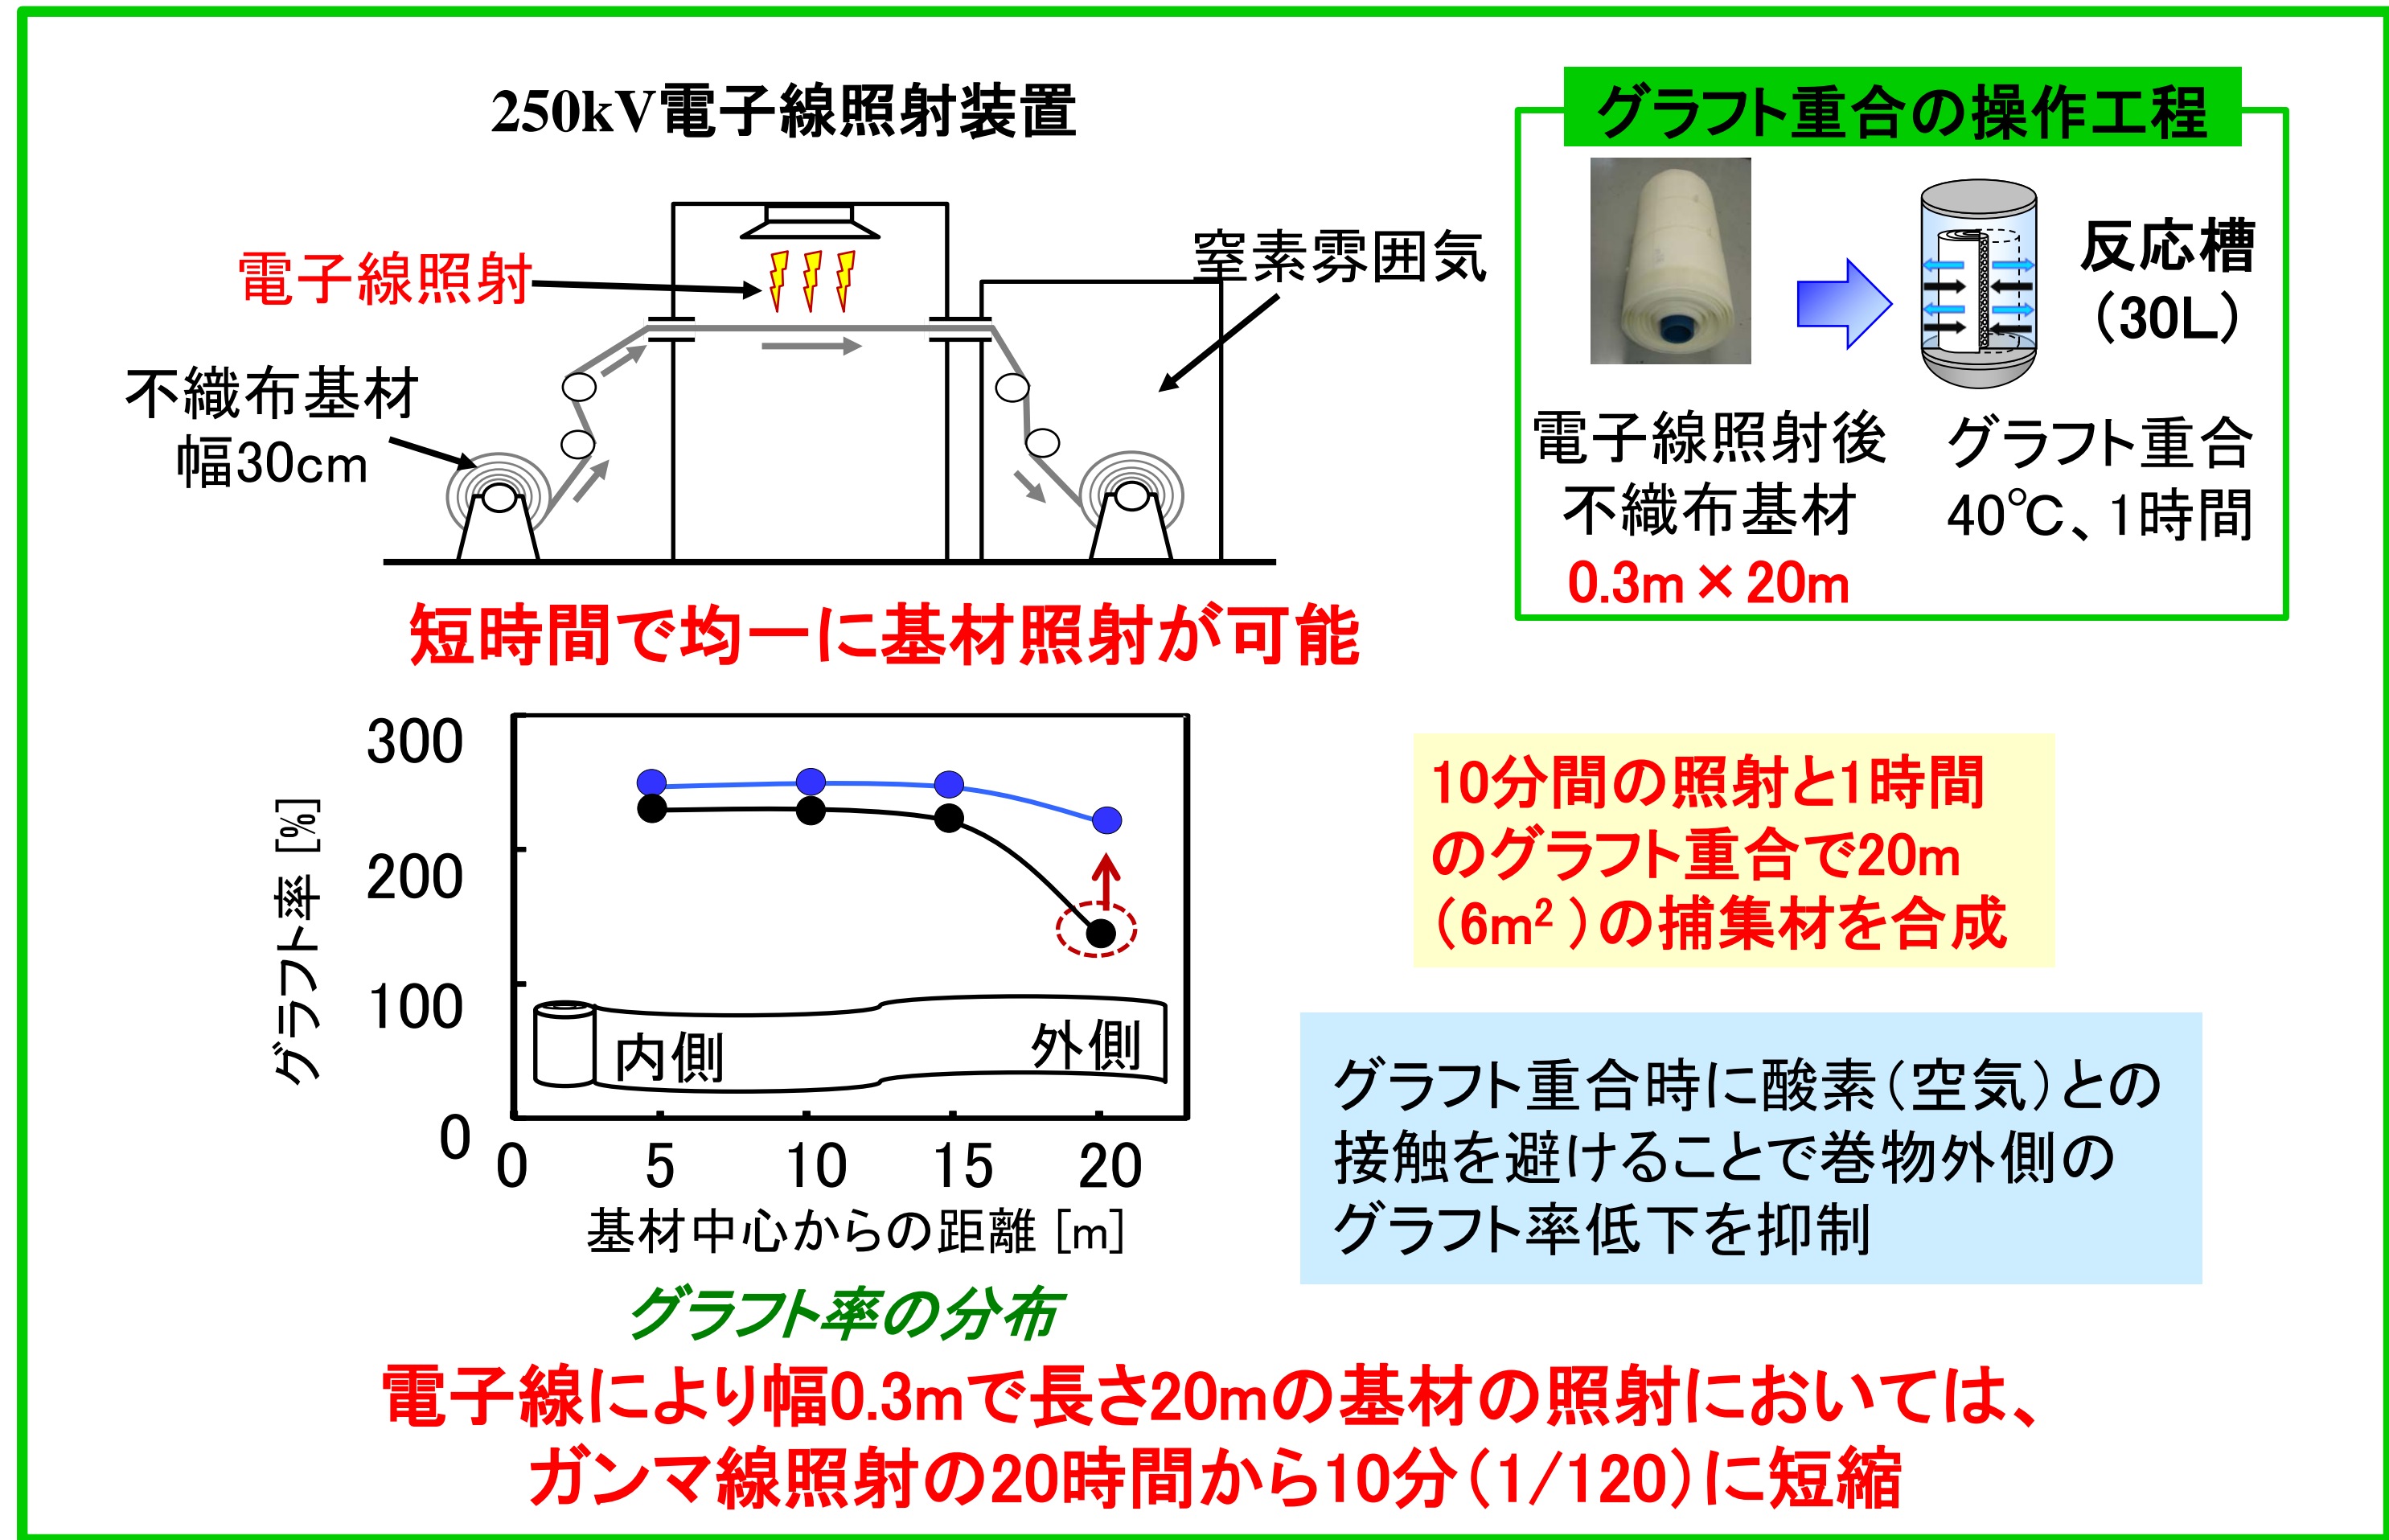 250kV電子線照射装置
電子線照射
窒素雰囲気
不織布基材
幅30cm
短時間で均一に基材照射が可能
グラフト重合の操作工程
反応槽
（30L）
電子線照射後
不織布基材
0.3m×20m
グラフト重合
40℃、1時間
グラフト率 [%]
300
200
100
0
内側
外側
0 5 10 15 20
基材中心からの距離 [m]
グラフト率の分布
10分間の照射と1時間
のグラフト重合で20m
（6m²）の捕集材を合成
グラフト重合時に酸素（空気）との
接触を避けることで巻物外側の
グラフト率低下を抑制
電子線により幅0.3mで長さ20mの基材の照射においては、
ガンマ線照射の20時間から10分（1/120）に短縮